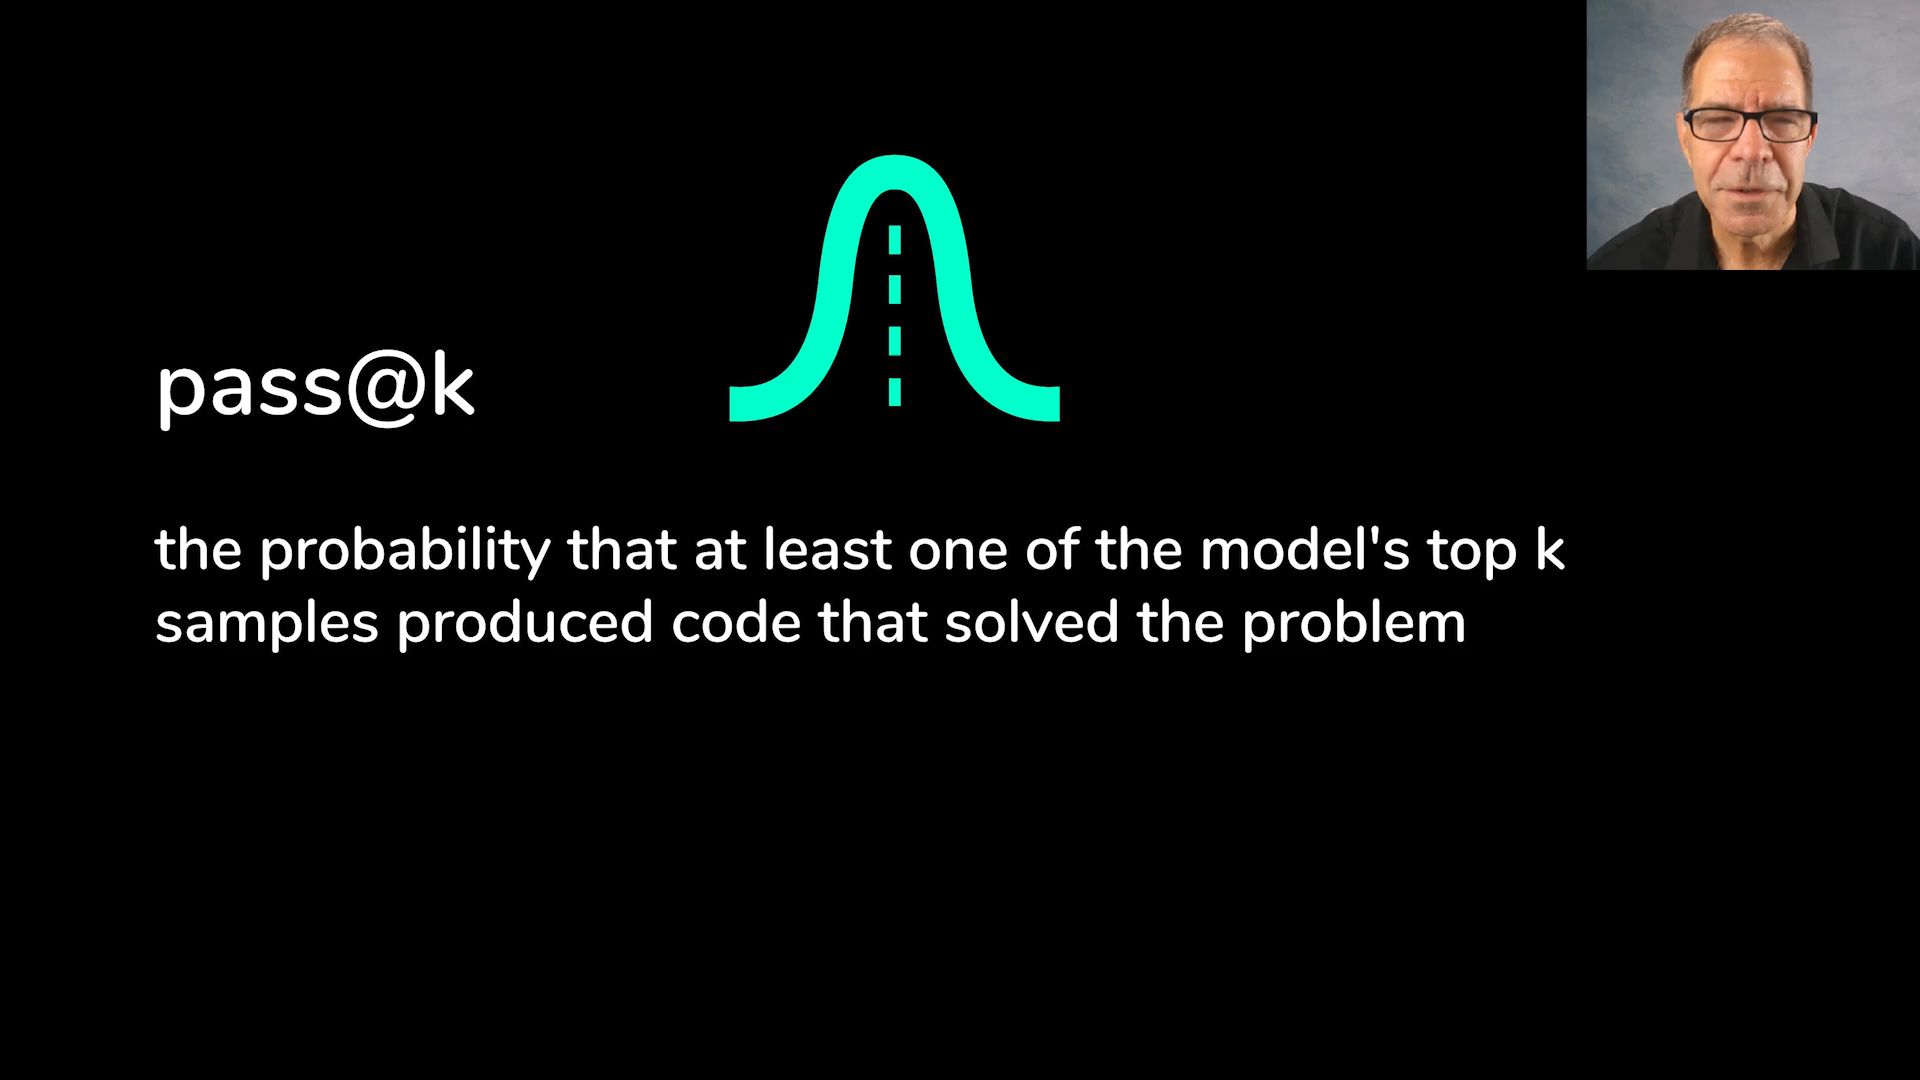 pass@k
the probability that at least one of the model's top k
samples produced code that solved the problem